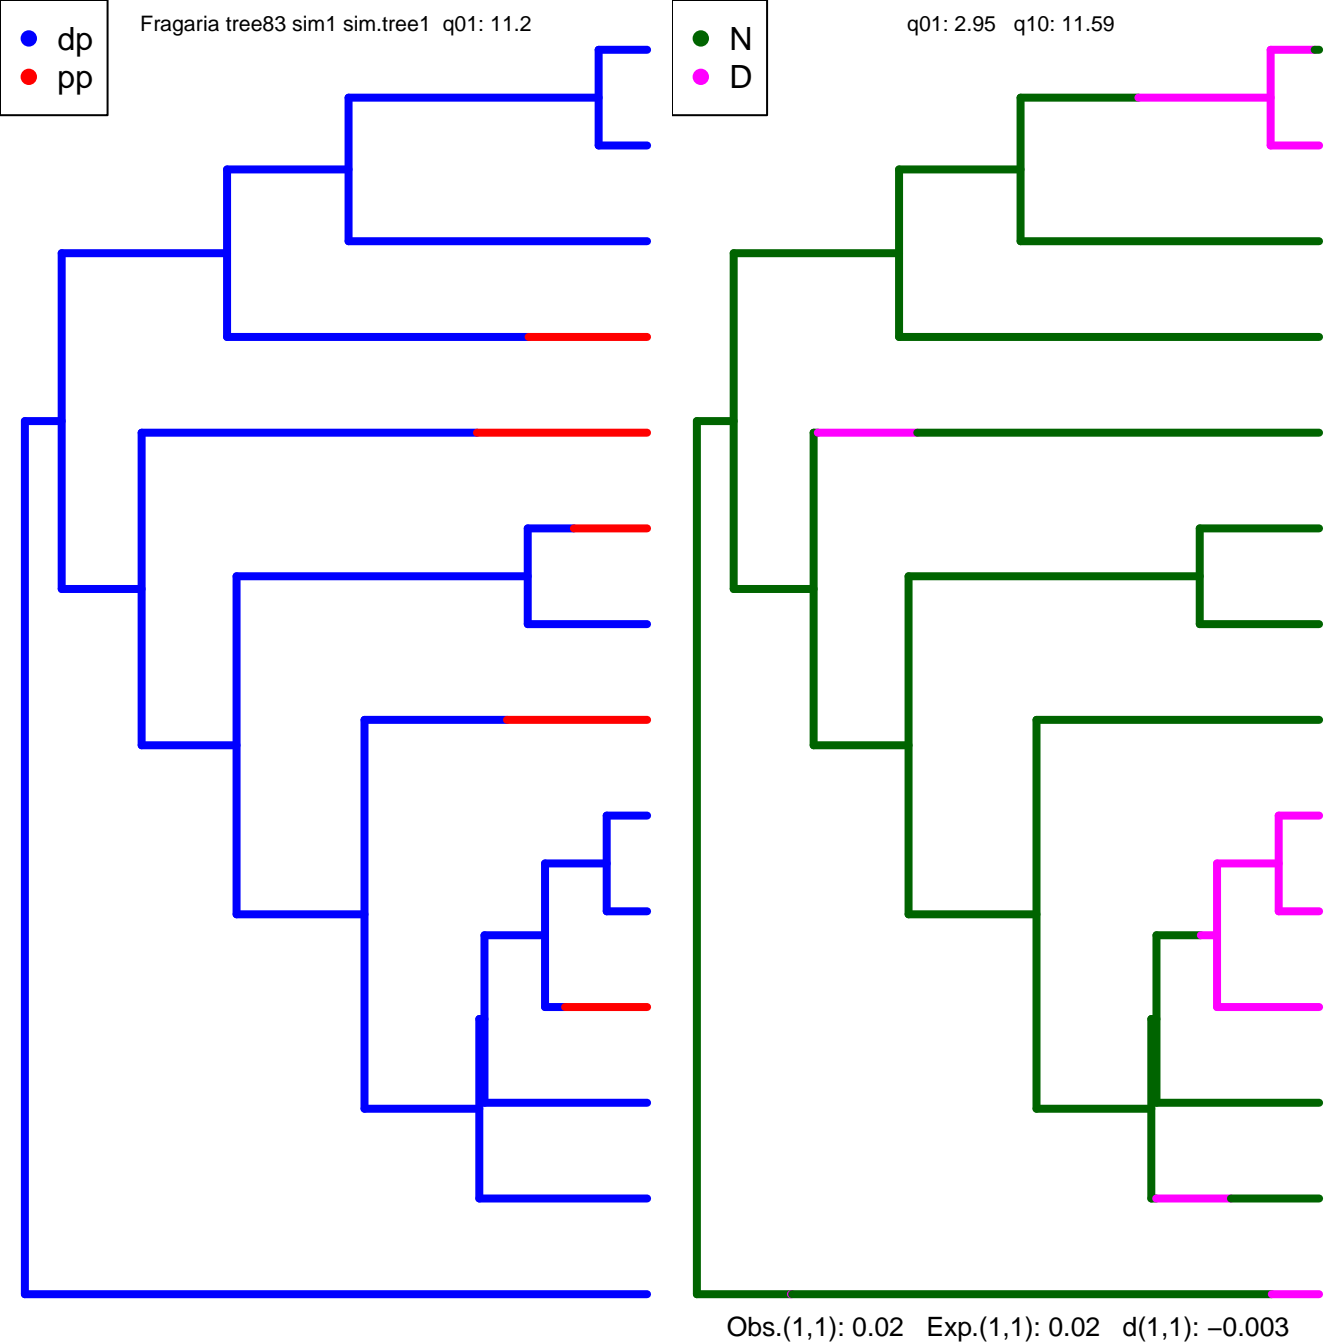 Fragaria tree83 sim1 sim.tree1  q01: 11.2
dp
pp
q01: 2.95   q10: 11.59
N
D
Obs.(1,1): 0.02   Exp.(1,1): 0.02   d(1,1): −0.003